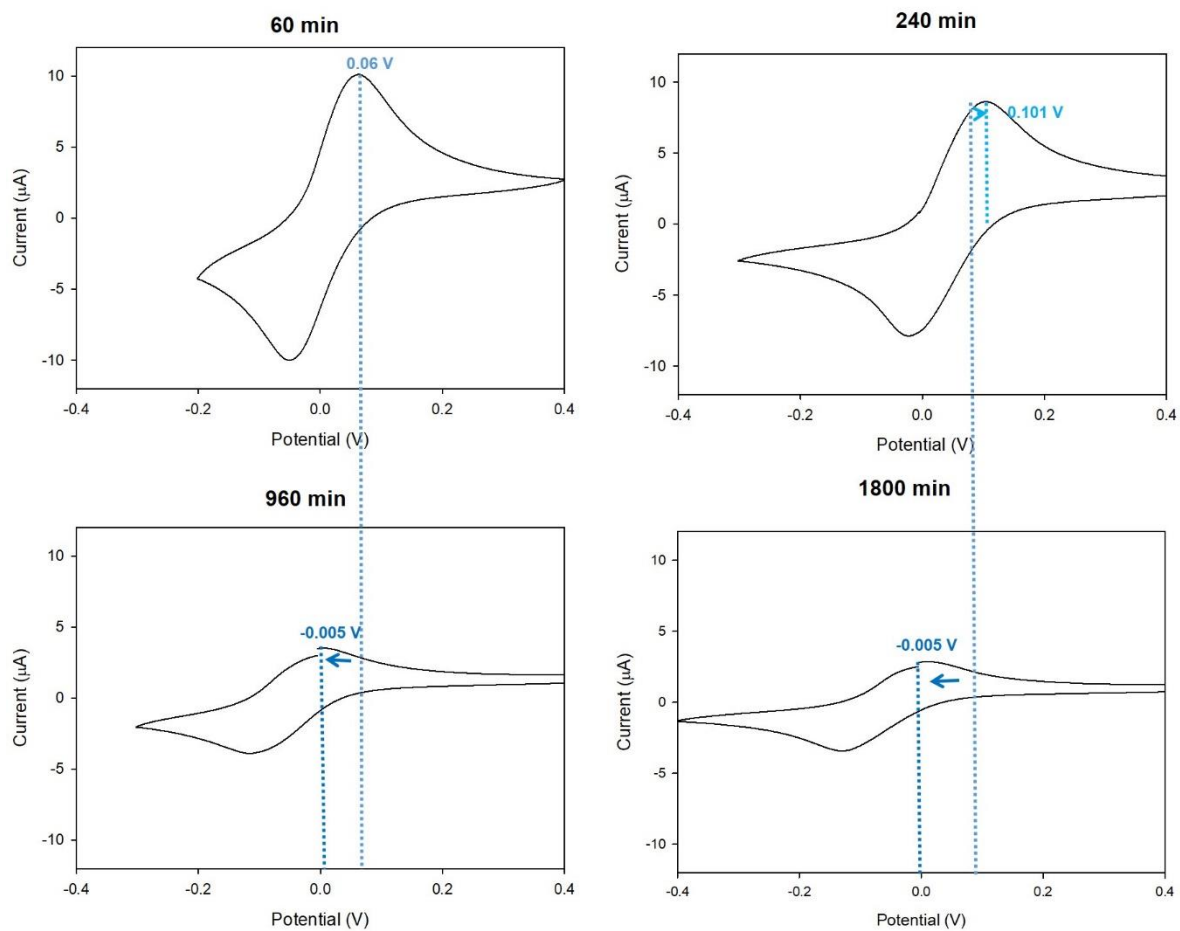 60 min
0.06 V
10
5
0
-5
-10
Current (μA)
-0.4
-0.2
0.0
0.2
0.4
Potential (V)
240 min
0.101 V
10
5
0
-5
-10
Current (μA)
-0.4
-0.2
0.0
0.2
0.4
Potential (V)
960 min
-0.005 V
10
5
0
-5
-10
Current (μA)
-0.4
-0.2
0.0
0.2
0.4
Potential (V)
1800 min
-0.005 V
10
5
0
-5
-10
Current (μA)
-0.4
-0.2
0.0
0.2
0.4
Potential (V)